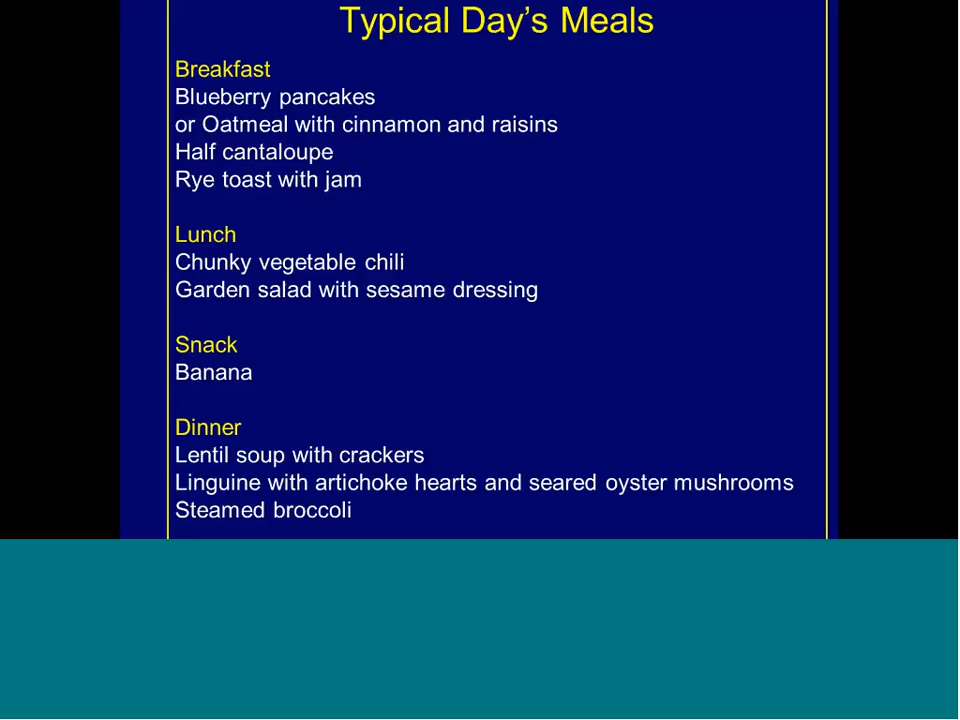 Typical Day’s Meals
Breakfast
Blueberry pancakes
or Oatmeal with cinnamon and raisins
Half cantaloupe
Rye toast with jam
Lunch
Chunky vegetable chili
Garden salad with sesame dressing
Snack
Banana
Dinner
Lentil soup with crackers
Linguine with artichoke hearts and seared oyster mushrooms
Steamed broccoli